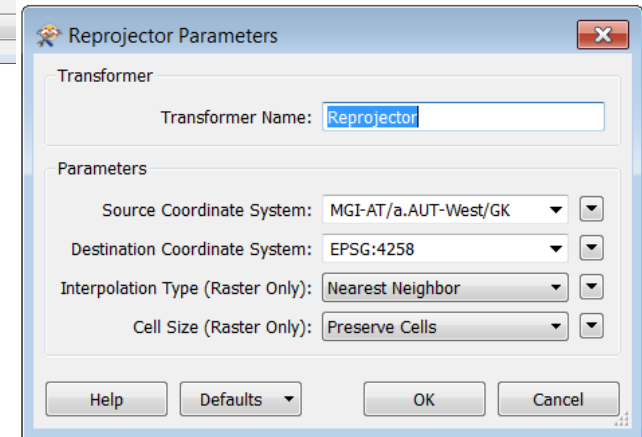 Reprojector Parameters
Transformer
Transformer Name: Reprojector
Parameters
Source Coordinate System: MGI-AT/a.AUT-West/GK
Destination Coordinate System: EPSG:4258
Interpolation Type (Raster Only): Nearest Neighbor
Cell Size (Raster Only): Preserve Cells
Help Defaults OK Cancel